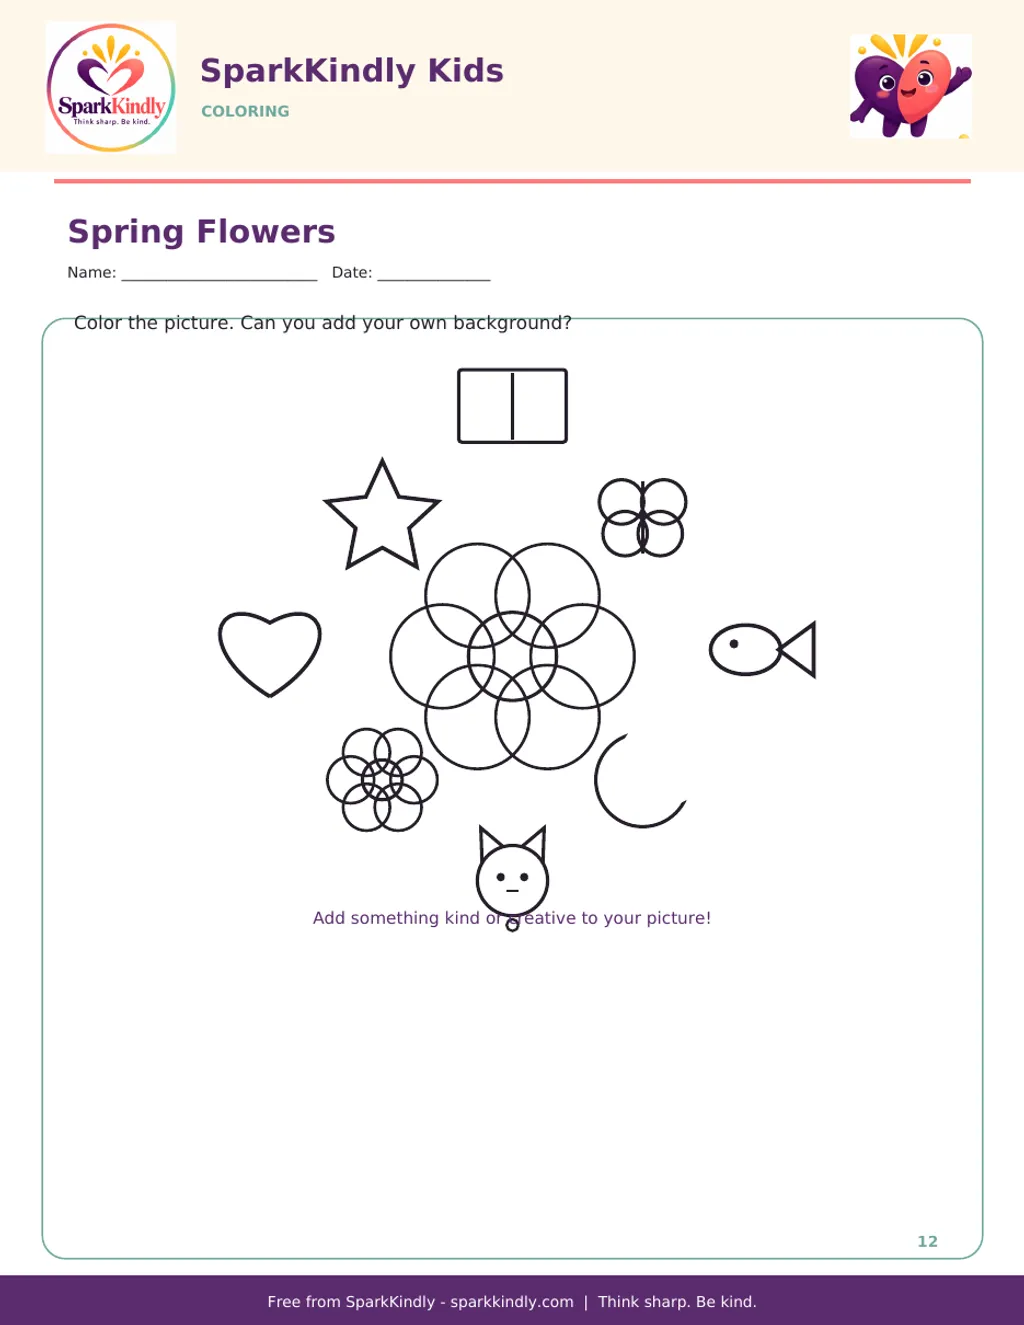 SparkKindly
Think sharp. Be kind.
SparkKindly Kids
COLORING
Spring Flowers
Name: __________________________ Date: _______________
Color the picture. Can you add your own background?
Add something kind or creative to your picture!
12
Free from SparkKindly - sparkkindly.com | Think sharp. Be kind.